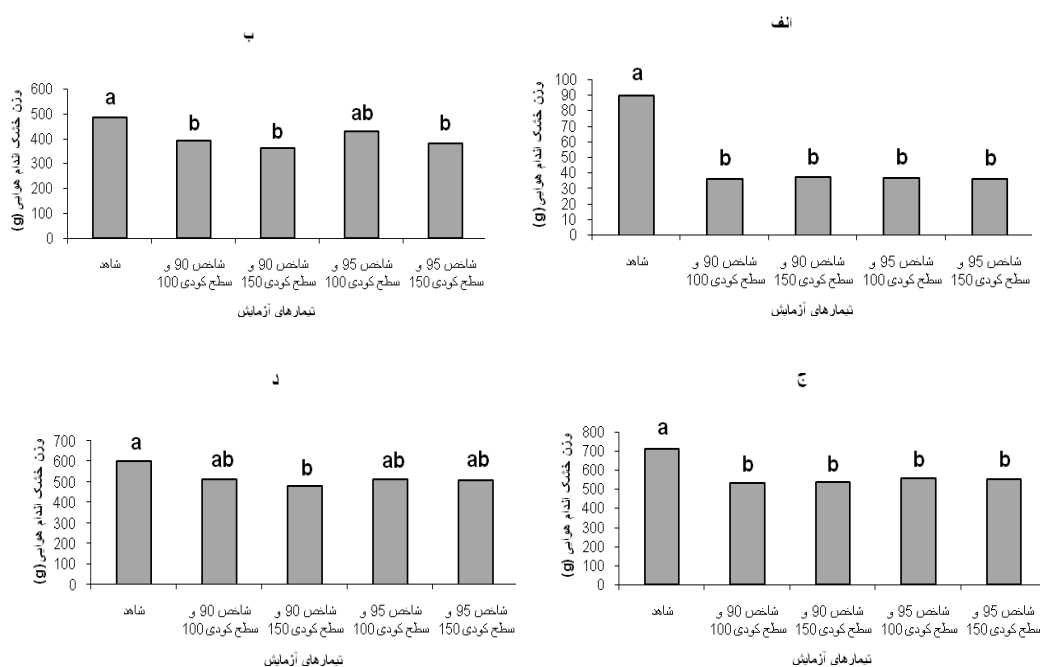 الف
وزن خشک اندام هوایی (g)
100
90
80
70
60
50
40
30
20
10
0
a
b
b
b
b
شاهد
شاخص 90 و
سطح کودی 100
شاخص 90 و
سطح کودی 150
شاخص 95 و
سطح کودی 100
شاخص 95 و
سطح کودی 150
تیمارهای آزمایش
ب
وزن خشک اندام هوایی (g)
600
500
400
300
200
100
0
a
b
b
ab
b
شاهد
شاخص 90 و
سطح کودی 100
شاخص 90 و
سطح کودی 150
شاخص 95 و
سطح کودی 100
شاخص 95 و
سطح کودی 150
تیمارهای آزمایش
ج
وزن خشک اندام هوایی (g)
800
700
600
500
400
300
200
100
0
a
b
b
b
b
شاهد
شاخص 90 و
سطح کودی 100
شاخص 90 و
سطح کودی 150
شاخص 95 و
سطح کودی 100
شاخص 95 و
سطح کودی 150
تیمارهای آزمایش
د
وزن خشک اندام هوایی (g)
700
600
500
400
300
200
100
0
a
ab
b
ab
ab
شاهد
شاخص 90 و
سطح کودی 100
شاخص 90 و
سطح کودی 150
شاخص 95 و
سطح کودی 100
شاخص 95 و
سطح کودی 150
تیمارهای آزمایش